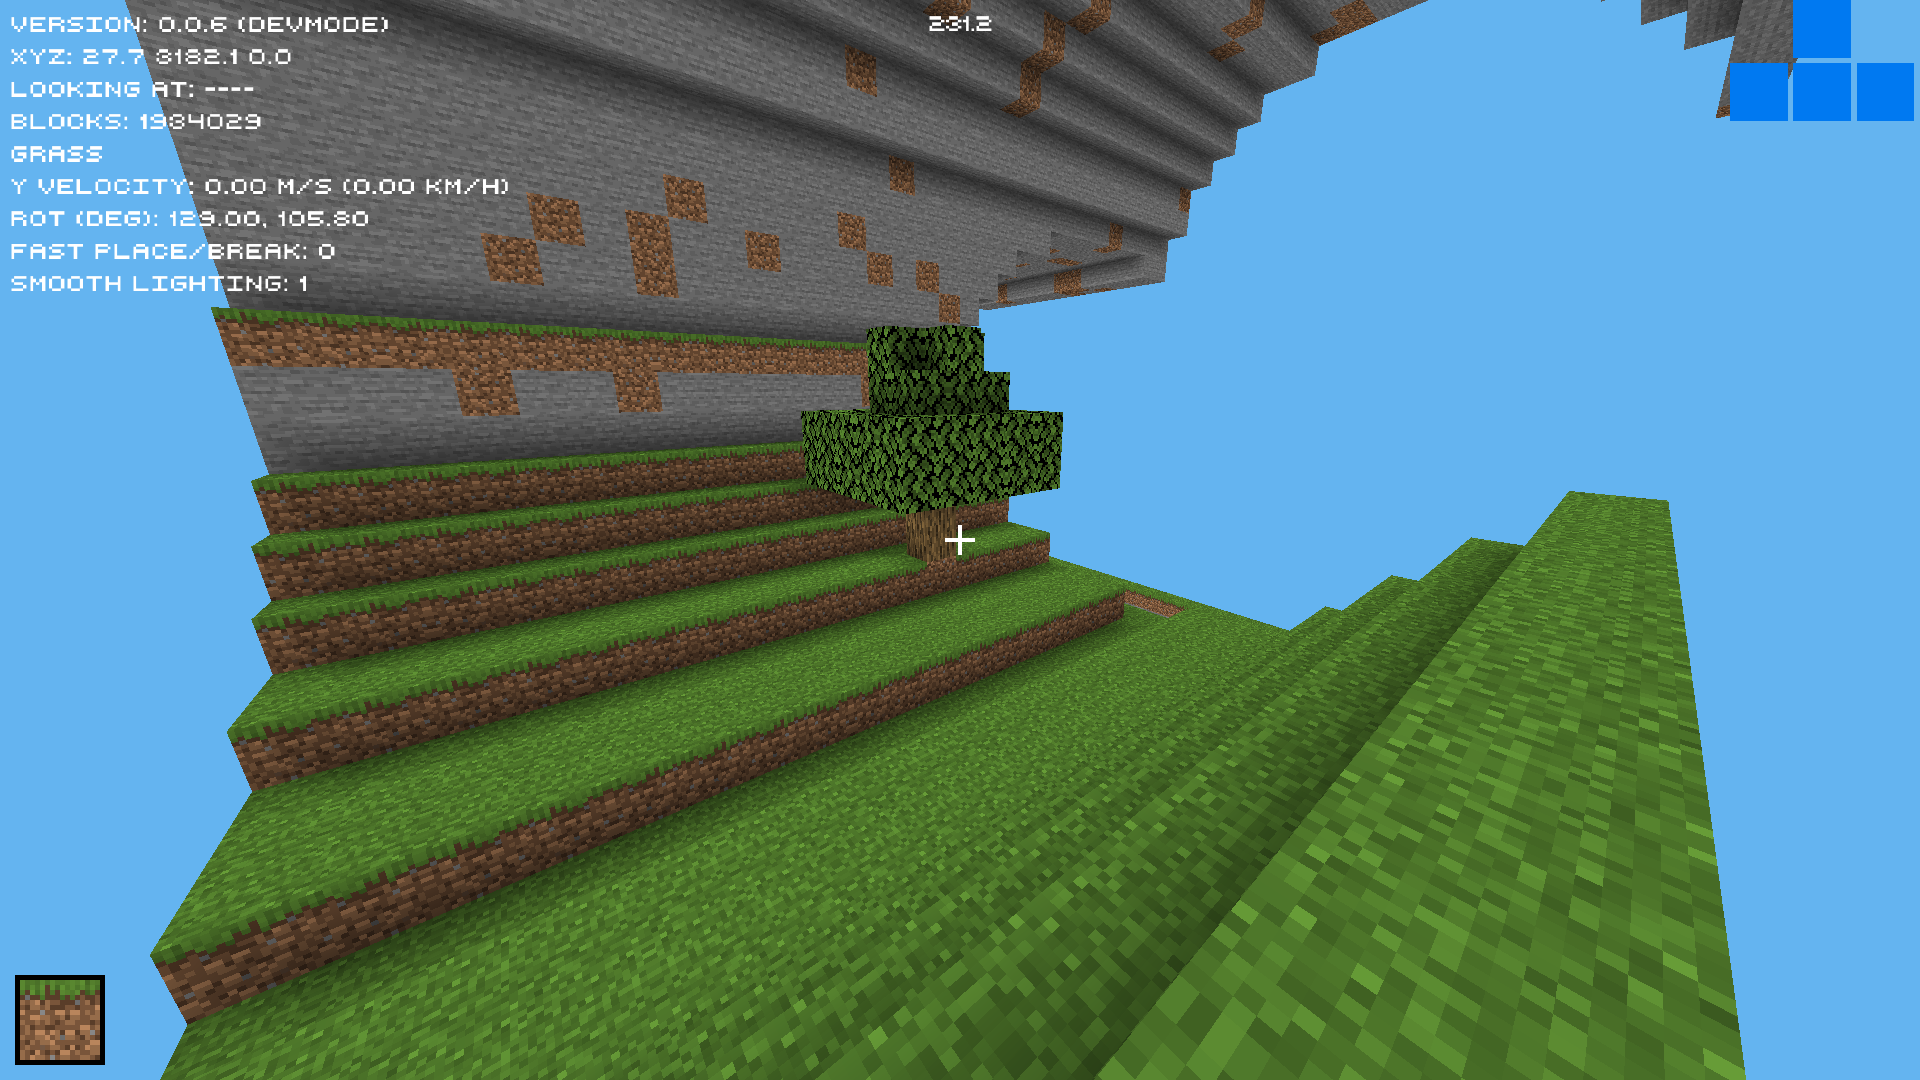 VERSION: 0.0.6 (DEVMODE)
231.2
XYZ: 27.7 3182.1 0.0
LOOKING AT: ----
BLOCKS: 1984029
GRASS
Y VELOCITY: 0.00 M/S (0.00 KM/H)
ROT (DEG): 129.00, 105.80
FAST PLACE/BREAK: 0
SMOOTH LIGHTING: 1